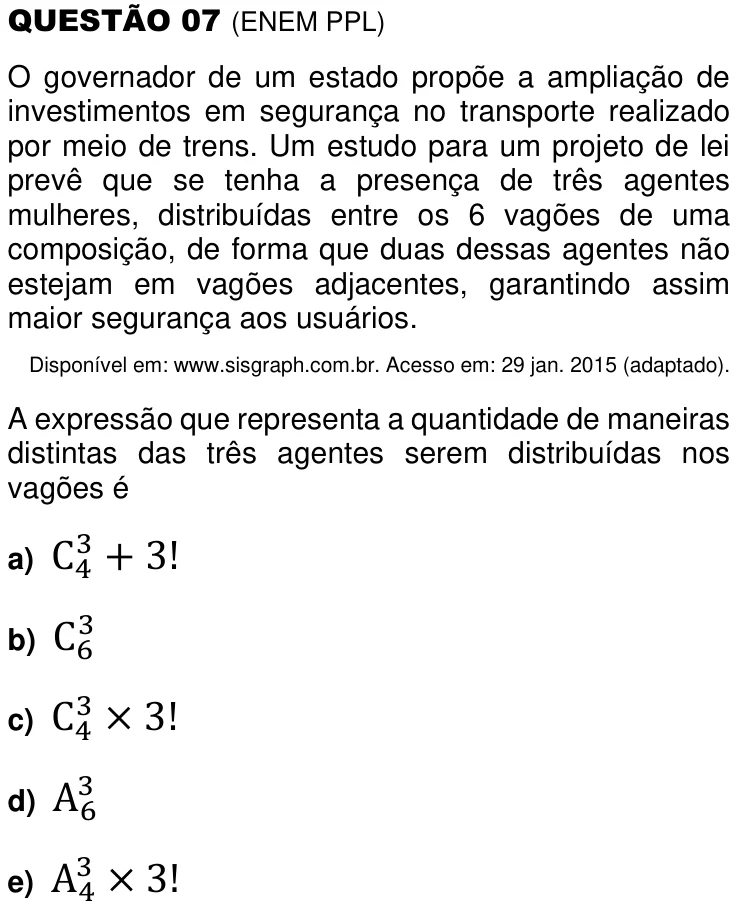 QUESTÃO 07 (ENEM PPL)
O governador de um estado propõe a ampliação de
investimentos em segurança no transporte realizado
por meio de trens. Um estudo para um projeto de lei
prevê que se tenha a presença de três agentes
mulheres, distribuídas entre os 6 vagões de uma
composição, de forma que duas dessas agentes não
estejam em vagões adjacentes, garantindo assim
maior segurança aos usuários.
Disponível em: www.sisgraph.com.br. Acesso em: 29 jan. 2015 (adaptado).
A expressão que representa a quantidade de maneiras
distintas das três agentes serem distribuídas nos
vagões é
a) C₄³ + 3!
b) C₆³
c) C₄³ × 3!
d) A₆³
e) A₄³ × 3!